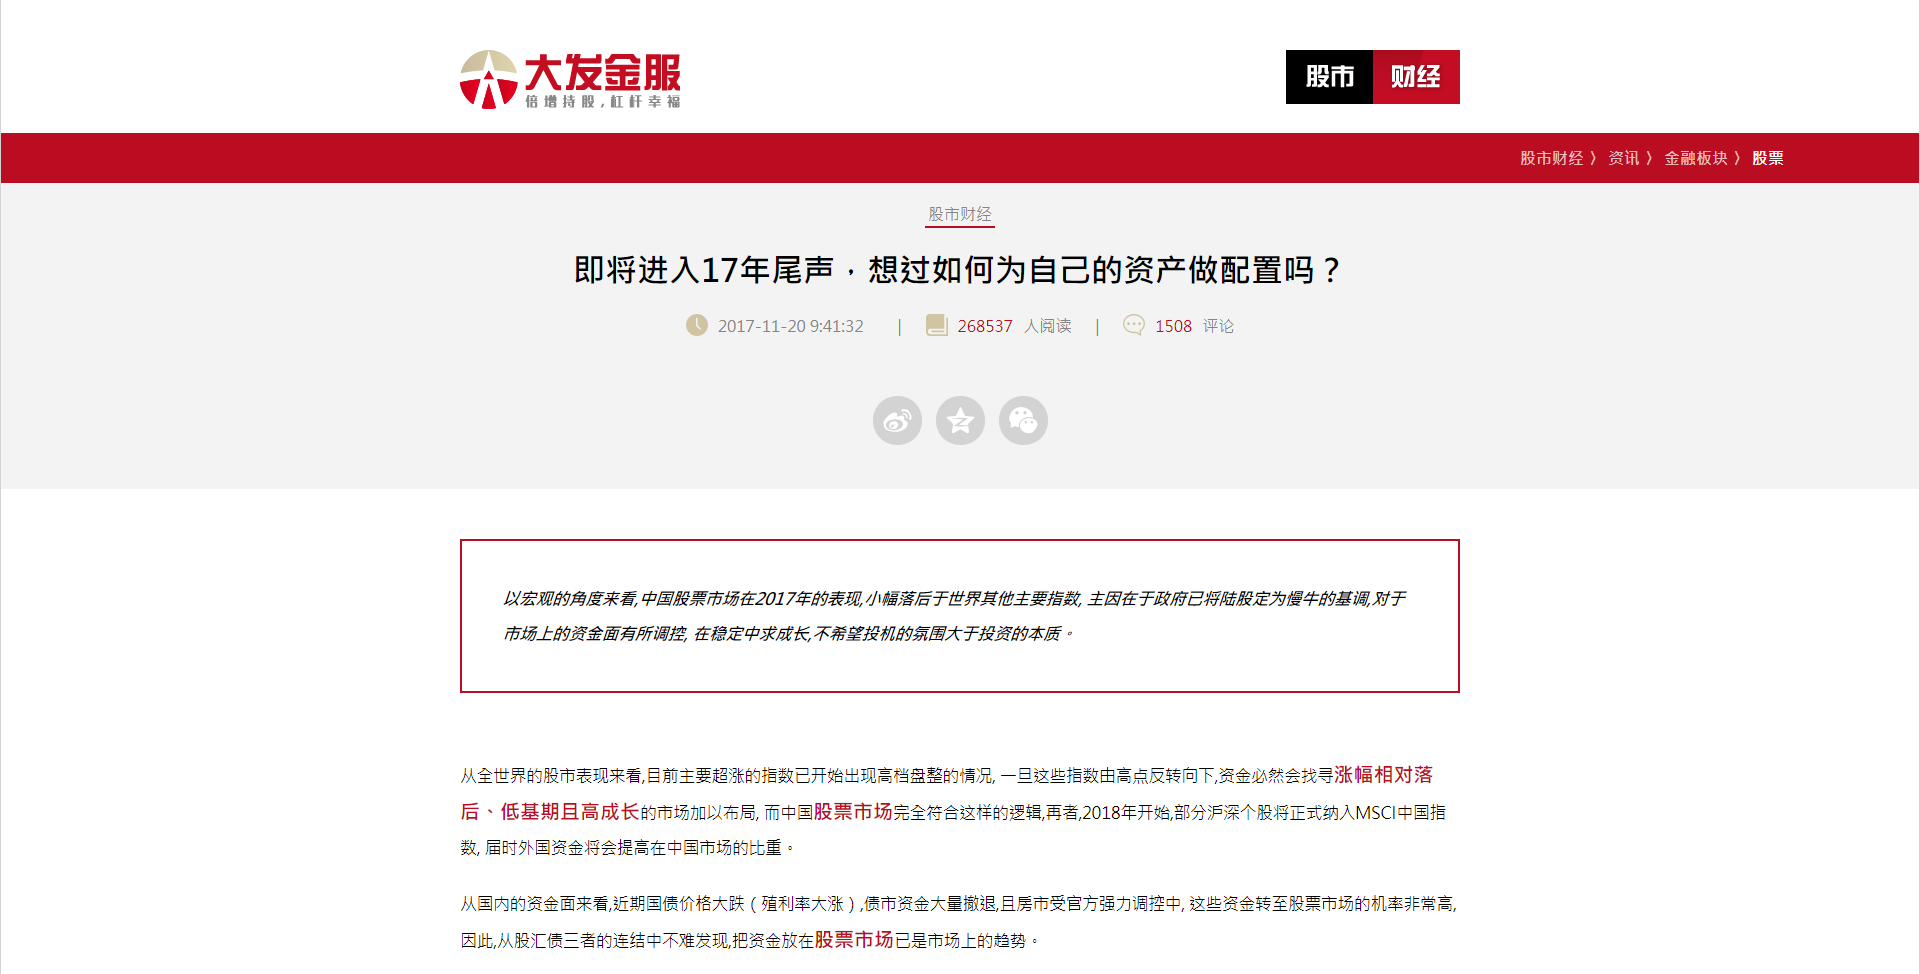 大发金服
倍增持股,杠杆幸福
股市 财经
股市财经 〉 资讯 〉 金融板块 〉 股票
股市财经
即将进入17年尾声，想过如何为自己的资产做配置吗？
2017-11-20 9:41:32 | 268537 人阅读 | 1508 评论
以宏观的角度来看,中国股票市场在2017年的表现,小幅落后于世界其他主要指数, 主因在于政府已将陆股定为慢牛的基调,对于
市场上的资金面有所调控, 在稳定中求成长,不希望投机的氛围大于投资的本质。
从全世界的股市表现来看,目前主要超涨的指数已开始出现高档盘整的情况, 一旦这些指数由高点反转向下,资金必然会找寻涨幅相对落
后、低基期且高成长的市场加以布局, 而中国股票市场完全符合这样的逻辑,再者,2018年开始,部分沪深个股将正式纳入MSCI中国指
数, 届时外国资金将会提高在中国市场的比重。
从国内的资金面来看,近期国债价格大跌（殖利率大涨）,债市资金大量撤退,且房市受官方强力调控中, 这些资金转至股票市场的机率非常高,
因此,从股汇债三者的连结中不难发现,把资金放在股票市场已是市场上的趋势。